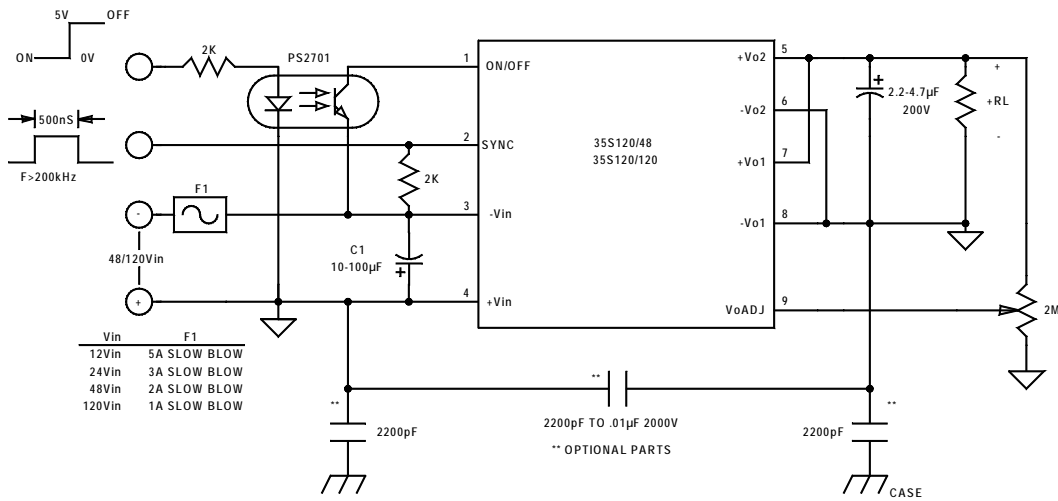 5V
OFF
ON
0V
2K
PS2701
1
ON/OFF
500nS
F>200kHz
2
SYNC
2K
F1
-
3
-Vin
48/120Vin
C1
10-100µF
+
+
4
+Vin
35S120/48
35S120/120
+Vo2
5
-Vo2
6
+Vo1
7
-Vo1
8
VoADJ
9
+
2.2-4.7µF
200V
+
+RL
-
2M
Vin F1
12Vin 5A SLOW BLOW
24Vin 3A SLOW BLOW
48Vin 2A SLOW BLOW
120Vin 1A SLOW BLOW
**
2200pF
**
2200pF TO .01µF 2000V
** OPTIONAL PARTS
**
2200pF
CASE